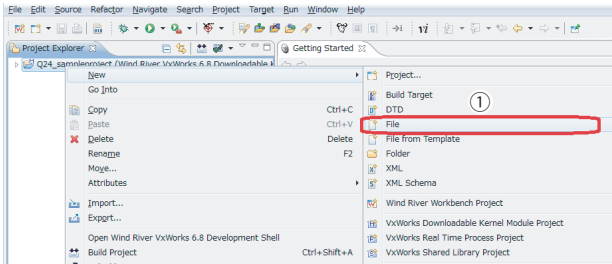 File Edit Source Refactor Navigate Search Project Target Run Window Help
Project Explorer
Getting Started
Q24_sampleproject (Wind River VxWorks 6.8 Downloadable K
New
Project...
Go Into
Build Target
①
Copy Ctrl+C
DTD
Paste Ctrl+V
File
Delete Delete
File from Template
Rename F2
Folder
Move...
XML
Attributes
XML Schema
Import...
Wind River Workbench Project
Export...
VxWorks Downloadable Kernel Module Project
Open Wind River VxWorks 6.8 Development Shell
VxWorks Real Time Process Project
Build Project Ctrl+Shift+A
VxWorks Shared Library Project